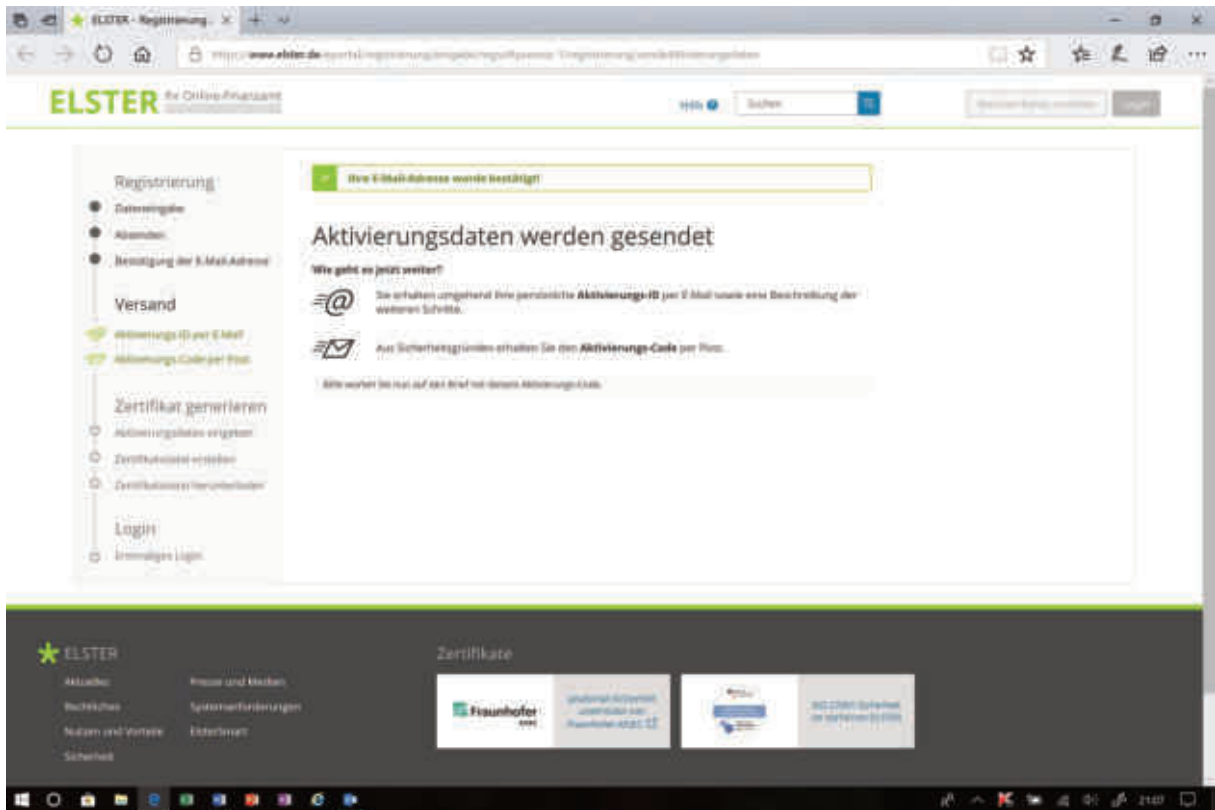 ELSTER - Registrierung
www.elster.de
ELSTER Ihr Online-Finanzamt
Hilfe
Suchen
Login
Registrierung
Dateneingabe
Absenden
Bestätigung der E-Mail-Adresse
Versand
Aktivierungs-ID per E-Mail
Aktivierungs-Code per Post
Zertifikat generieren
Aktivierungsdaten eingeben
Zertifikatsdatei erstellen
Zertifikatsdatei herunterladen
Login
Erstmaliges Login
Ihre E-Mail-Adresse wurde bestätigt!
Aktivierungsdaten werden gesendet
Wie geht es jetzt weiter?
Sie erhalten umgehend Ihre persönliche Aktivierungs-ID per E-Mail sowie eine Beschreibung der
weiteren Schritte.
Aus Sicherheitsgründen erhalten Sie den Aktivierungs-Code per Post.
Bitte warten Sie nun auf den Brief mit diesem Aktivierungs-Code.
ELSTER
Aktuelles
Rechtliches
Nutzen und Vorteile
Sicherheit
Presse und Medien
Systemanforderungen
ElsterSmart
Zertifikate
Fraunhofer
21:07